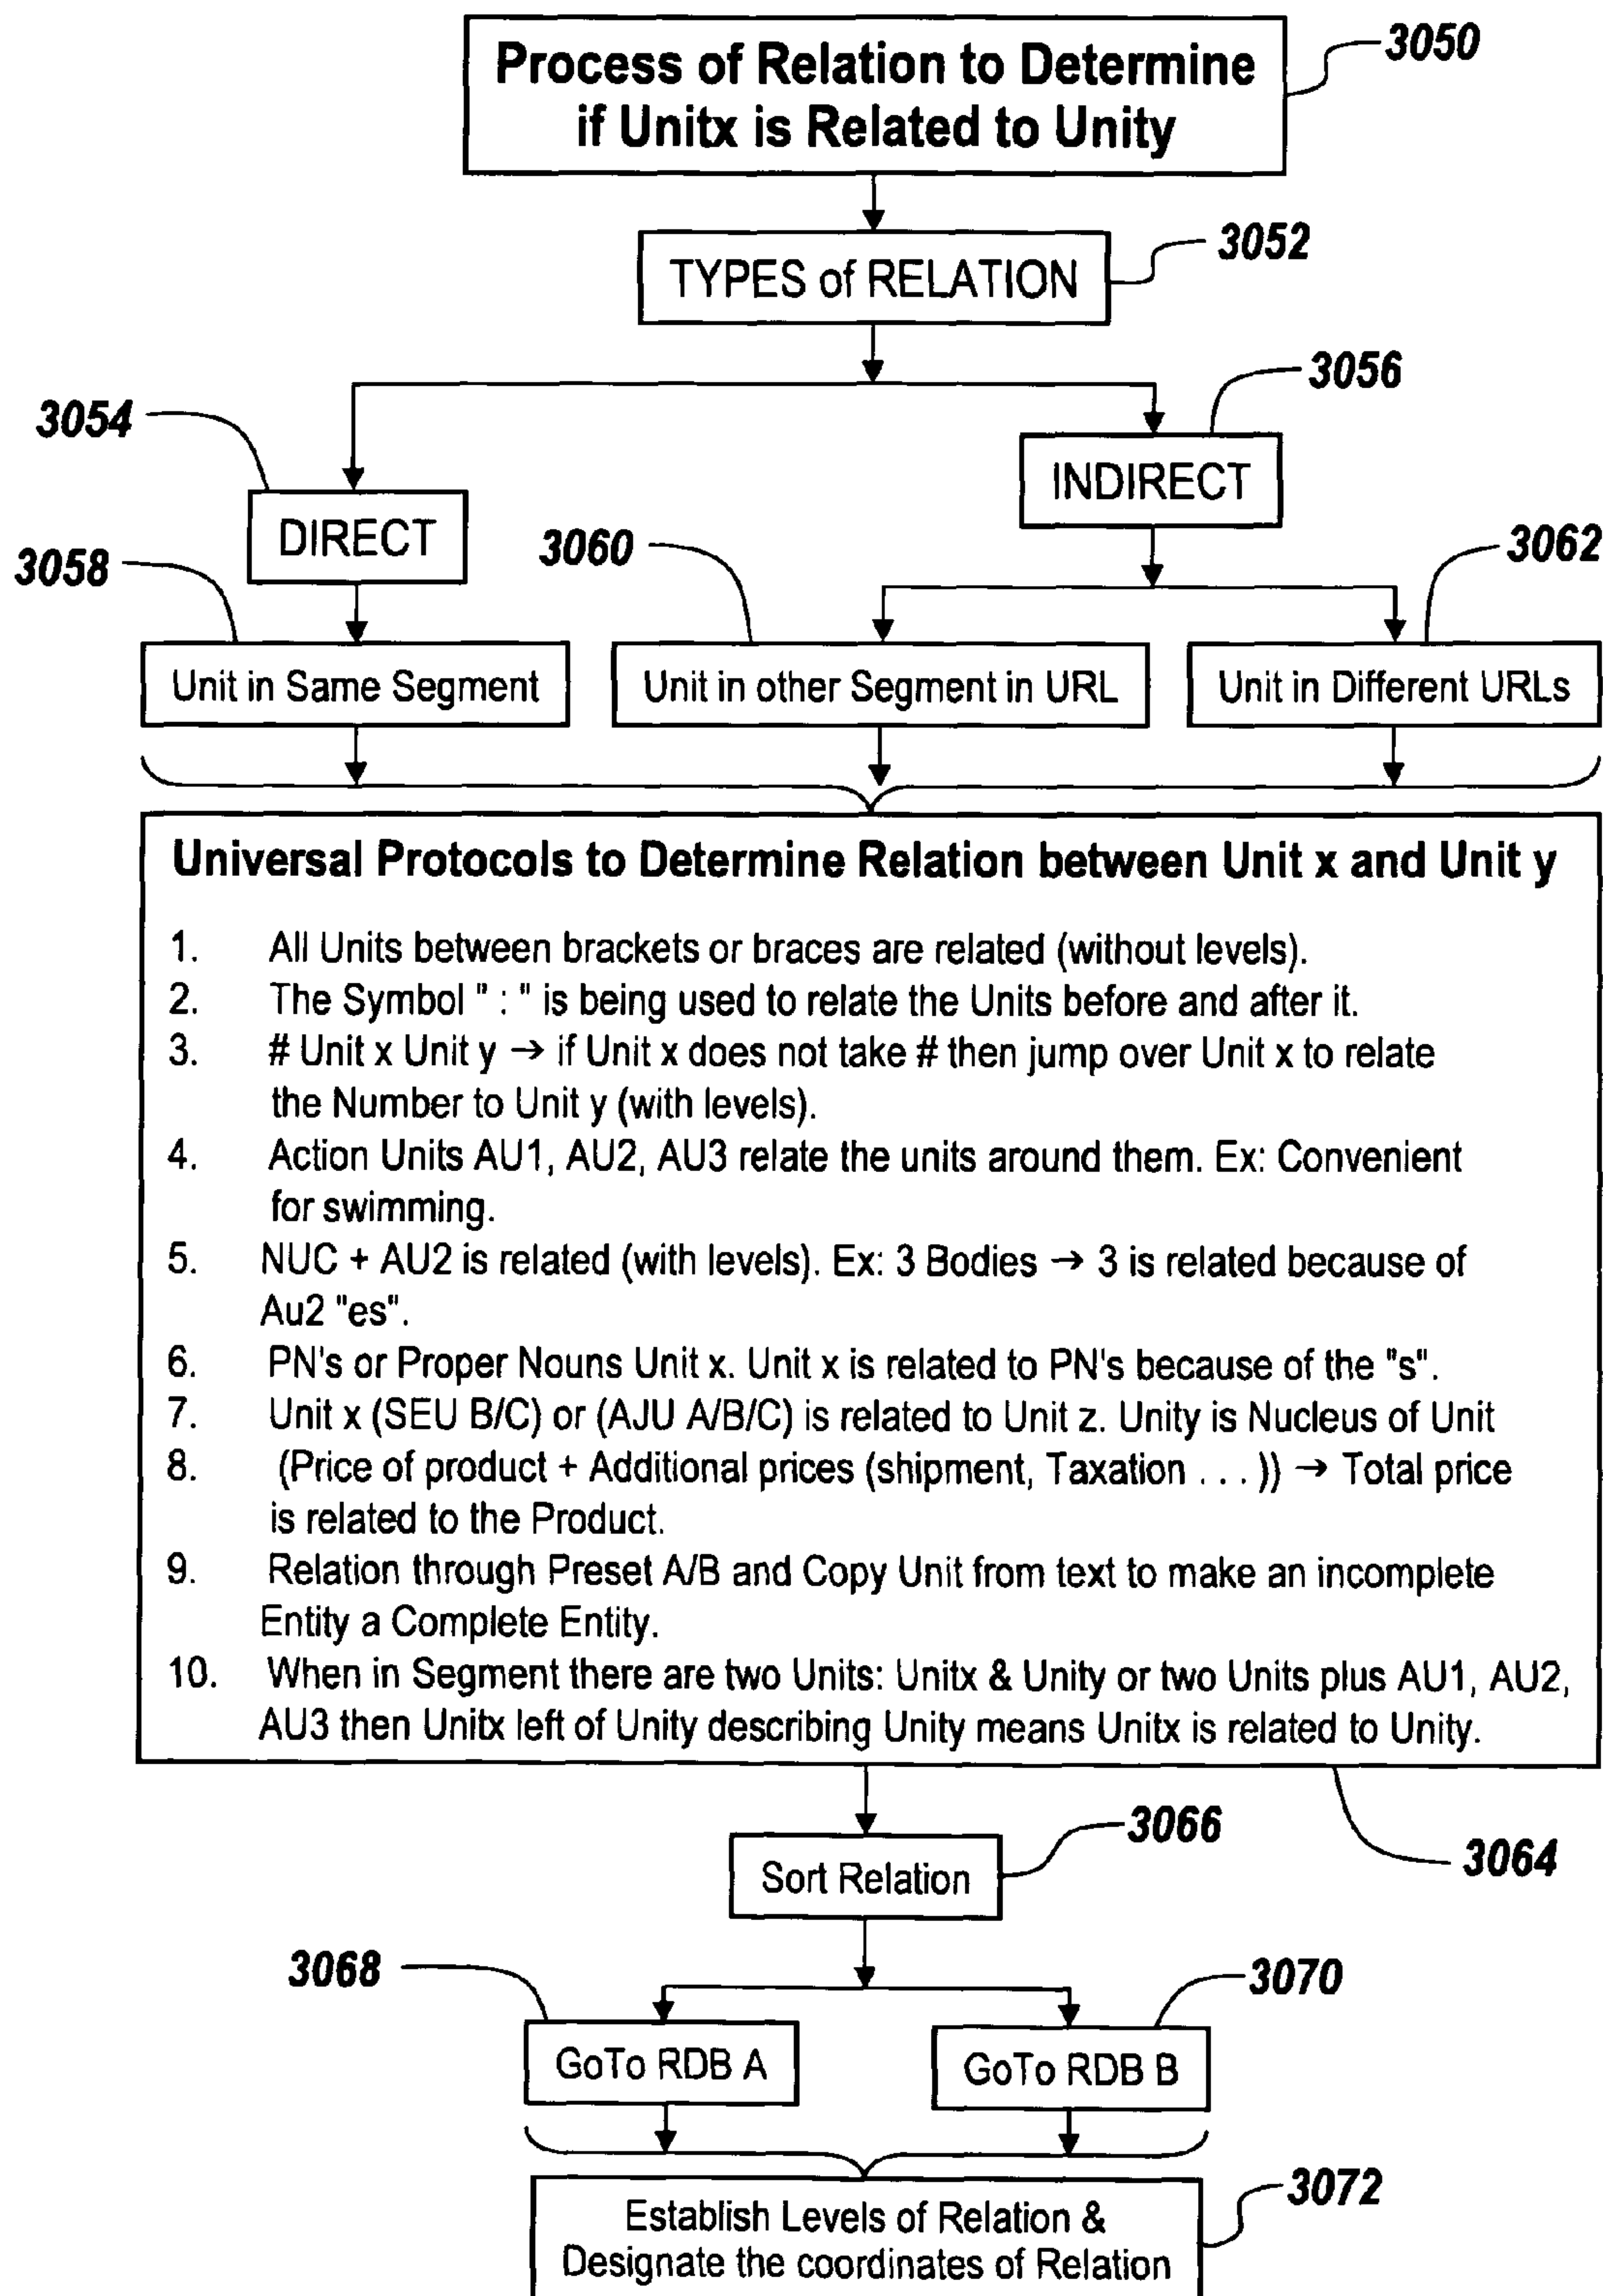 Process of Relation to Determine
if Unitx is Related to Unity
3050
TYPES of RELATION
3052
3054
3056
DIRECT
INDIRECT
3058
3060
3062
Unit in Same Segment
Unit in other Segment in URL
Unit in Different URLs
Universal Protocols to Determine Relation between Unit x and Unit y
1. All Units between brackets or braces are related (without levels).
2. The Symbol " : " is being used to relate the Units before and after it.
3. # Unit x Unit y → if Unit x does not take # then jump over Unit x to relate
the Number to Unit y (with levels).
4. Action Units AU1, AU2, AU3 relate the units around them. Ex: Convenient
for swimming.
5. NUC + AU2 is related (with levels). Ex: 3 Bodies → 3 is related because of
Au2 "es".
6. PN's or Proper Nouns Unit x. Unit x is related to PN's because of the "s".
7. Unit x (SEU B/C) or (AJU A/B/C) is related to Unit z. Unity is Nucleus of Unit
8. (Price of product + Additional prices (shipment, Taxation . . . )) → Total price
is related to the Product.
9. Relation through Preset A/B and Copy Unit from text to make an incomplete
Entity a Complete Entity.
10. When in Segment there are two Units: Unitx & Unity or two Units plus AU1, AU2,
AU3 then Unitx left of Unity describing Unity means Unitx is related to Unity.
3064
Sort Relation
3066
3068
3070
GoTo RDB A
GoTo RDB B
Establish Levels of Relation &
Designate the coordinates of Relation
3072